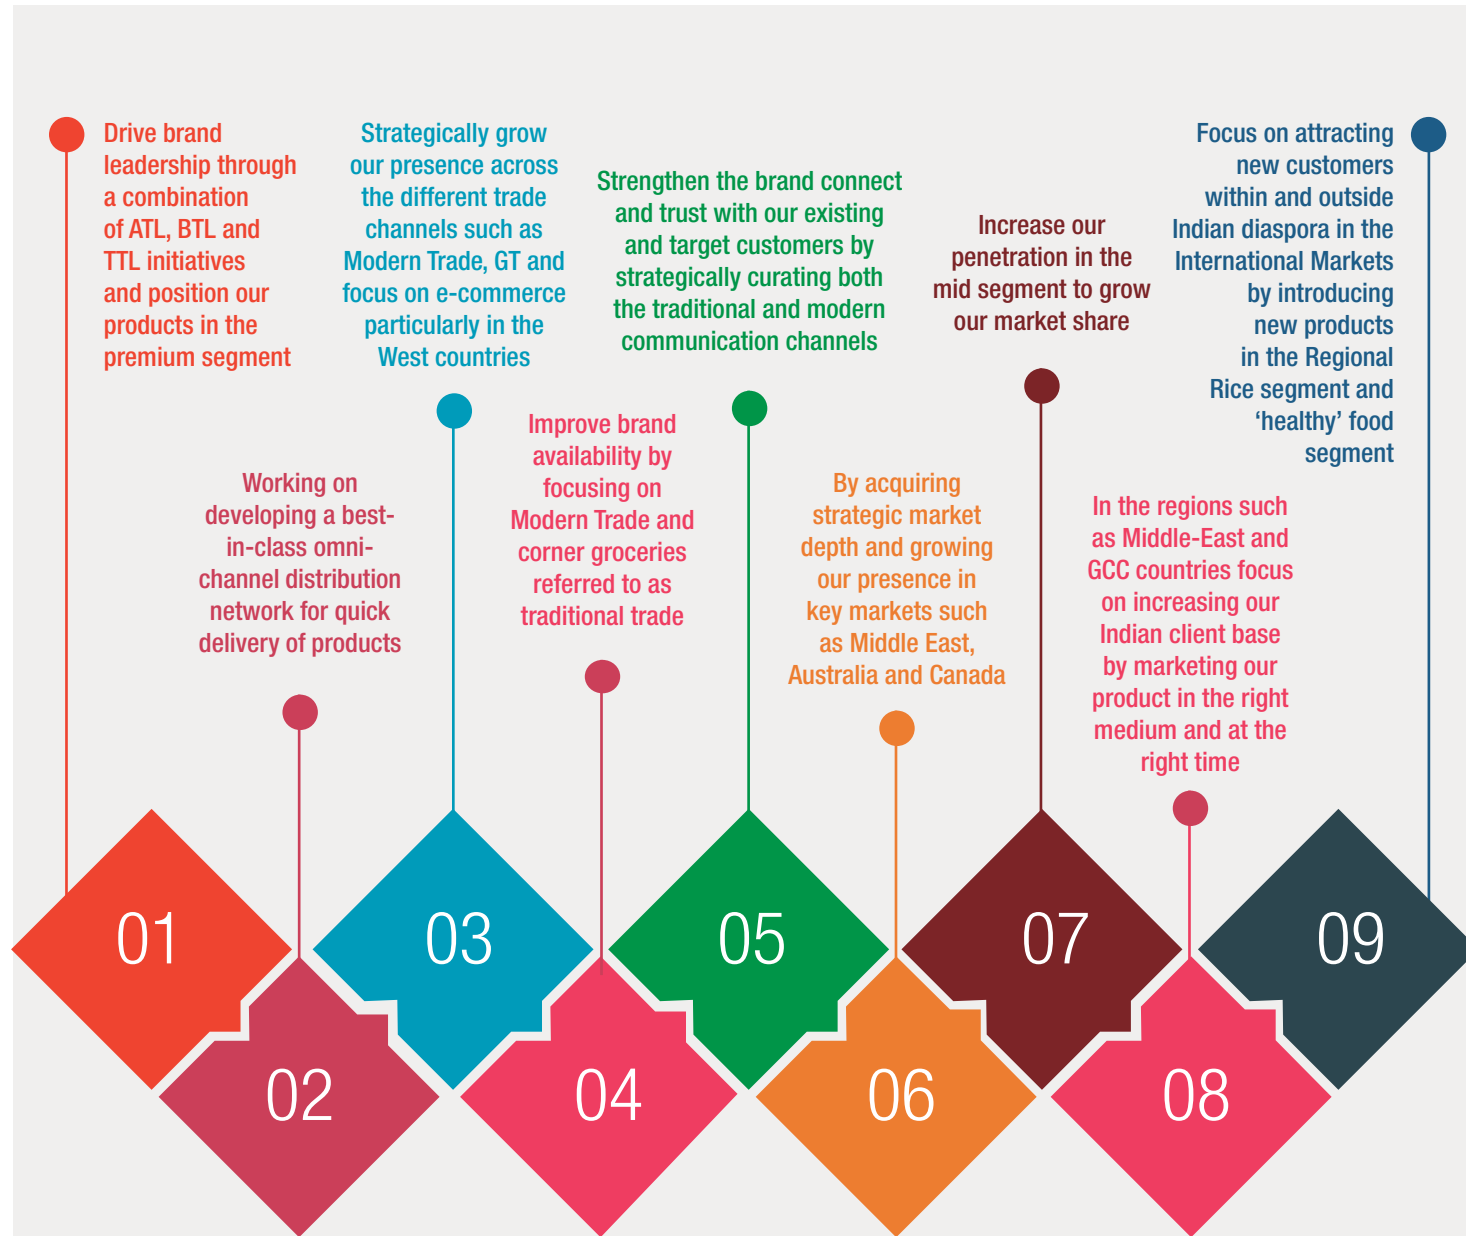 Drive brand
leadership through
a combination
of ATL, BTL and
TTL initiatives
and position our
products in the
premium segment
Working on
developing a best-
in-class omni-
channel distribution
network for quick
delivery of products
Strategically grow
our presence across
the different trade
channels such as
Modern Trade, GT and
focus on e-commerce
particularly in the
West countries
Improve brand
availability by
focusing on
Modern Trade and
corner groceries
referred to as
traditional trade
Strengthen the brand connect
and trust with our existing
and target customers by
strategically curating both
the traditional and modern
communication channels
By acquiring
strategic market
depth and growing
our presence in
key markets such
as Middle East,
Australia and Canada
Increase our
penetration in the
mid segment to grow
our market share
In the regions such
as Middle-East and
GCC countries focus
on increasing our
Indian client base
by marketing our
product in the right
medium and at the
right time
Focus on attracting
new customers
within and outside
Indian diaspora in the
International Markets
by introducing
new products
in the Regional
Rice segment and
‘healthy’ food
segment
01
02
03
04
05
06
07
08
09